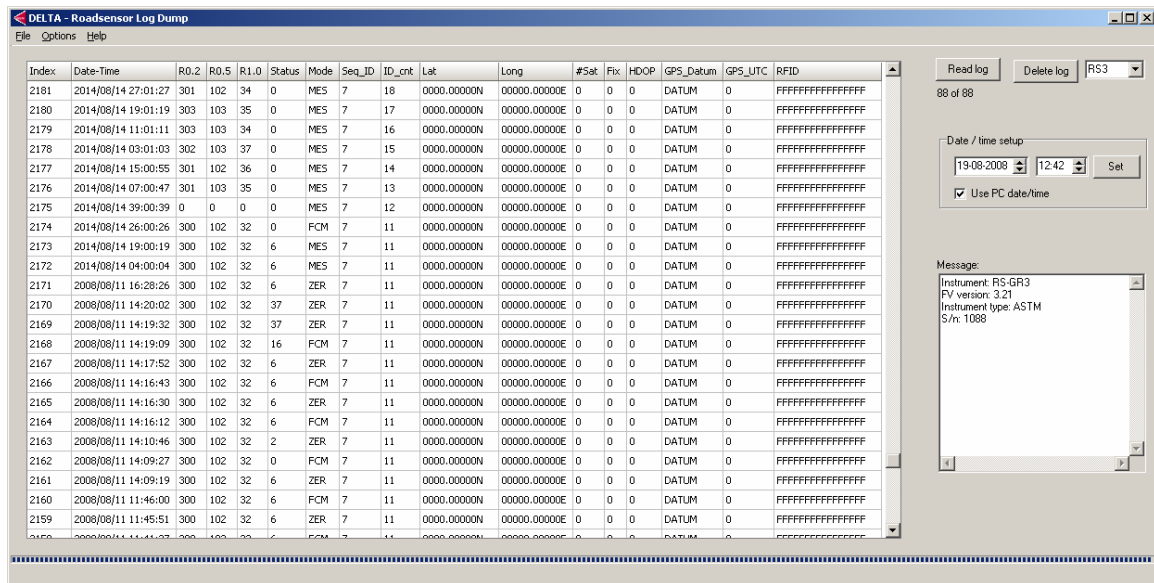 DELTA - Roadsensor Log Dump
File Options Help
Index Date-Time R0.2 R0.5 R1.0 Status Mode Seq_ID ID_cnt Lat Long #Sat Fix HDOP GPS_Datum GPS_UTC RFID
2181 2014/08/14 27:01:27 301 102 34 0 MES 7 18 0000.00000N 00000.00000E 0 0 0 DATUM 0 FFFFFFFFFFFFFFFF
2180 2014/08/14 19:01:19 303 103 35 0 MES 7 17 0000.00000N 00000.00000E 0 0 0 DATUM 0 FFFFFFFFFFFFFFFF
2179 2014/08/14 11:01:11 303 103 34 0 MES 7 16 0000.00000N 00000.00000E 0 0 0 DATUM 0 FFFFFFFFFFFFFFFF
2178 2014/08/14 03:01:03 302 103 37 0 MES 7 15 0000.00000N 00000.00000E 0 0 0 DATUM 0 FFFFFFFFFFFFFFFF
2177 2014/08/14 15:00:55 301 102 36 0 MES 7 14 0000.00000N 00000.00000E 0 0 0 DATUM 0 FFFFFFFFFFFFFFFF
2176 2014/08/14 07:00:47 301 103 35 0 MES 7 13 0000.00000N 00000.00000E 0 0 0 DATUM 0 FFFFFFFFFFFFFFFF
2175 2014/08/14 39:00:39 0 0 0 0 MES 7 12 0000.00000N 00000.00000E 0 0 0 DATUM 0 FFFFFFFFFFFFFFFF
2174 2014/08/14 26:00:26 300 102 32 0 FCM 7 11 0000.00000N 00000.00000E 0 0 0 DATUM 0 FFFFFFFFFFFFFFFF
2173 2014/08/14 19:00:19 300 102 32 6 MES 7 11 0000.00000N 00000.00000E 0 0 0 DATUM 0 FFFFFFFFFFFFFFFF
2172 2014/08/14 04:00:04 300 102 32 6 MES 7 11 0000.00000N 00000.00000E 0 0 0 DATUM 0 FFFFFFFFFFFFFFFF
2171 2008/08/11 16:28:26 300 102 32 6 ZER 7 11 0000.00000N 00000.00000E 0 0 0 DATUM 0 FFFFFFFFFFFFFFFF
2170 2008/08/11 14:20:02 300 102 32 37 ZER 7 11 0000.00000N 00000.00000E 0 0 0 DATUM 0 FFFFFFFFFFFFFFFF
2169 2008/08/11 14:19:32 300 102 32 37 ZER 7 11 0000.00000N 00000.00000E 0 0 0 DATUM 0 FFFFFFFFFFFFFFFF
2168 2008/08/11 14:19:09 300 102 32 16 FCM 7 11 0000.00000N 00000.00000E 0 0 0 DATUM 0 FFFFFFFFFFFFFFFF
2167 2008/08/11 14:17:52 300 102 32 6 ZER 7 11 0000.00000N 00000.00000E 0 0 0 DATUM 0 FFFFFFFFFFFFFFFF
2166 2008/08/11 14:16:43 300 102 32 6 FCM 7 11 0000.00000N 00000.00000E 0 0 0 DATUM 0 FFFFFFFFFFFFFFFF
2165 2008/08/11 14:16:30 300 102 32 6 ZER 7 11 0000.00000N 00000.00000E 0 0 0 DATUM 0 FFFFFFFFFFFFFFFF
2164 2008/08/11 14:16:12 300 102 32 6 FCM 7 11 0000.00000N 00000.00000E 0 0 0 DATUM 0 FFFFFFFFFFFFFFFF
2163 2008/08/11 14:10:46 300 102 32 2 ZER 7 11 0000.00000N 00000.00000E 0 0 0 DATUM 0 FFFFFFFFFFFFFFFF
2162 2008/08/11 14:09:27 300 102 32 0 FCM 7 11 0000.00000N 00000.00000E 0 0 0 DATUM 0 FFFFFFFFFFFFFFFF
2161 2008/08/11 14:09:19 300 102 32 6 ZER 7 11 0000.00000N 00000.00000E 0 0 0 DATUM 0 FFFFFFFFFFFFFFFF
2160 2008/08/11 11:46:00 300 102 32 6 FCM 7 11 0000.00000N 00000.00000E 0 0 0 DATUM 0 FFFFFFFFFFFFFFFF
2159 2008/08/11 11:45:51 300 102 32 6 ZER 7 11 0000.00000N 00000.00000E 0 0 0 DATUM 0 FFFFFFFFFFFFFFFF
Read log Delete log RS3
88 of 88
Date / time setup
19-08-2008 12:42 Set
Use PC date/time
Message:
Instrument: RS-GR3
FV version: 3.21
Instrument type: ASTM
S/n: 1088